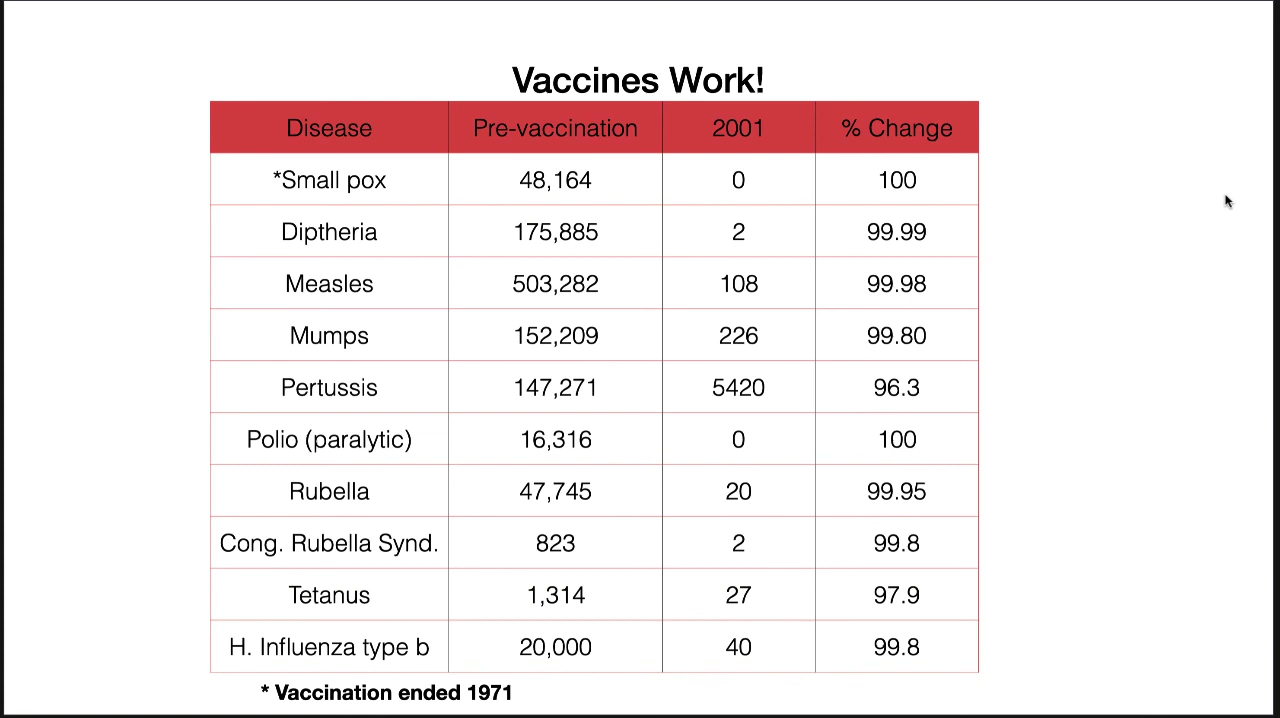 Vaccines Work!
Disease Pre-vaccination 2001 % Change
*Small pox 48,164 0 100
Diptheria 175,885 2 99.99
Measles 503,282 108 99.98
Mumps 152,209 226 99.80
Pertussis 147,271 5420 96.3
Polio (paralytic) 16,316 0 100
Rubella 47,745 20 99.95
Cong. Rubella Synd. 823 2 99.8
Tetanus 1,314 27 97.9
H. Influenza type b 20,000 40 99.8
* Vaccination ended 1971